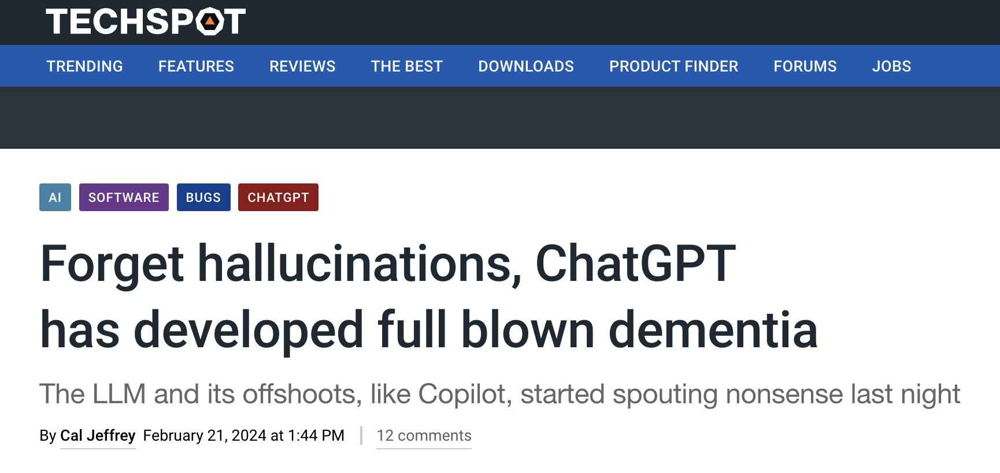 TECHSPOT
TRENDING FEATURES REVIEWS THE BEST DOWNLOADS PRODUCT FINDER FORUMS JOBS
AI SOFTWARE BUGS CHATGPT
Forget hallucinations, ChatGPT
has developed full blown dementia
The LLM and its offshoots, like Copilot, started spouting nonsense last night
By Cal Jeffrey February 21, 2024 at 1:44 PM | 12 comments